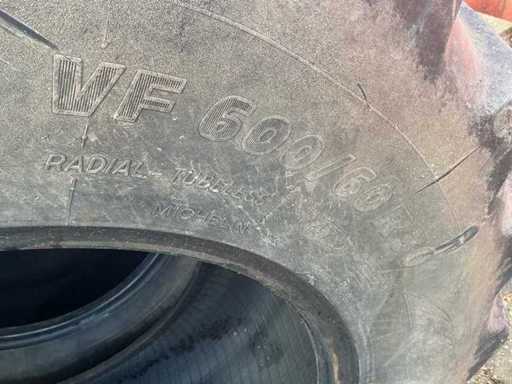 VF 600/60
RADIAL - TUBELESS
MICHELIN